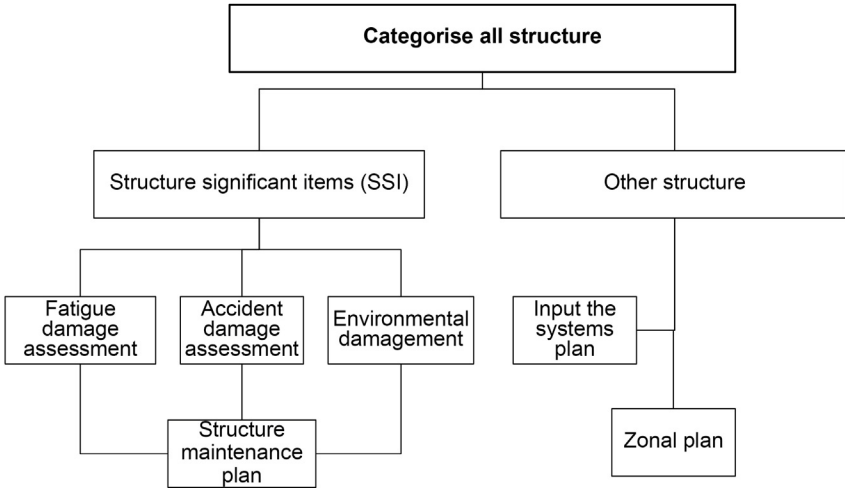 Categorise all structure
Structure significant items (SSI)
Other structure
Fatigue
damage
assessment
Accident
damage
assessment
Environmental
damagement
Input the
systems
plan
Structure
maintenance
plan
Zonal plan